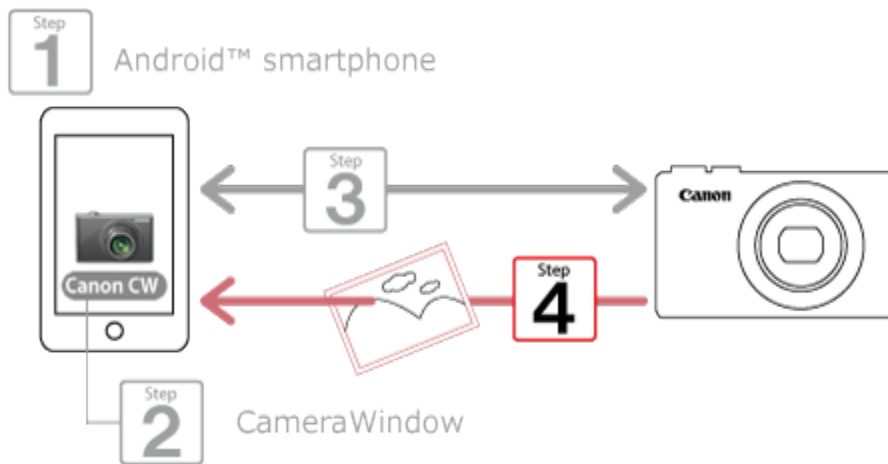 Step
1
Android™ smartphone
Step
3
Canon
Canon CW
Step
4
Step
2
CameraWindow